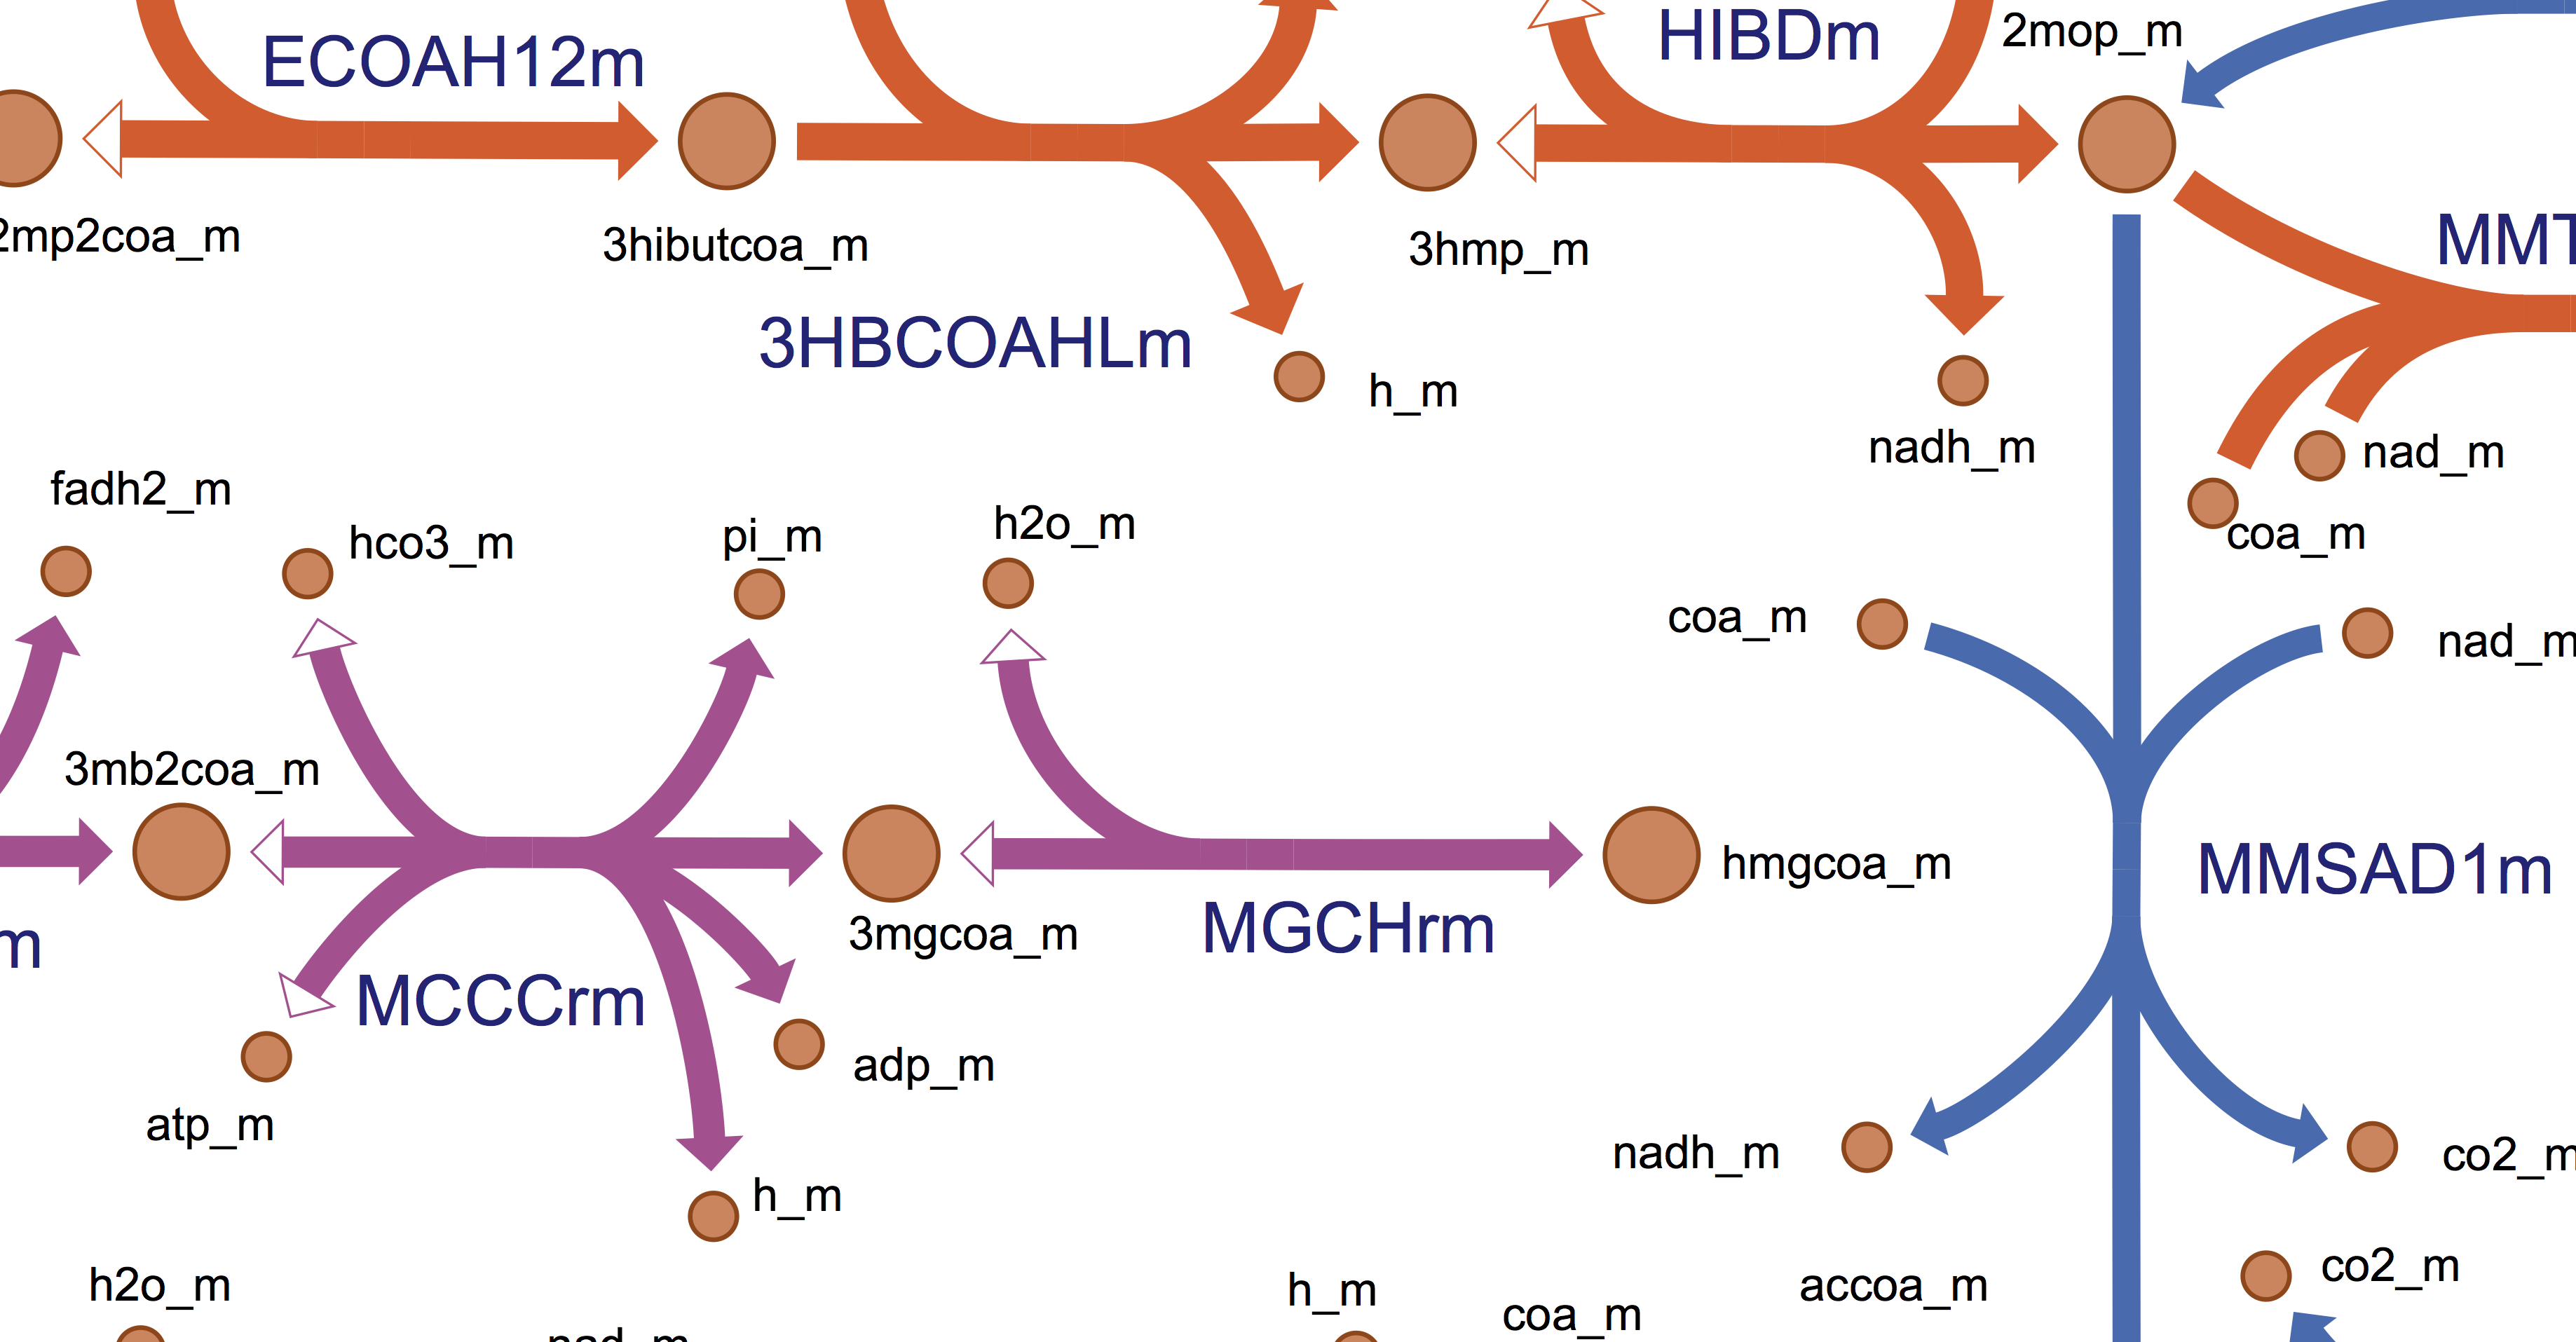 2mop_m
HIBDm
ECOAH12m
2mp2coa_m
3hibutcoa_m
3hmp_m
MMT
3HBCOAHLm
h_m
nadh_m
nad_m
coa_m
fadh2_m
hco3_m
pi_m
h2o_m
coa_m
nad_m
3mb2coa_m
hmgcoa_m
MMSAD1m
3mgcoa_m
MGCHrm
m
MCCCrm
adp_m
atp_m
nadh_m
co2_m
h_m
h2o_m
h_m
coa_m
accoa_m
co2_m
nad_m